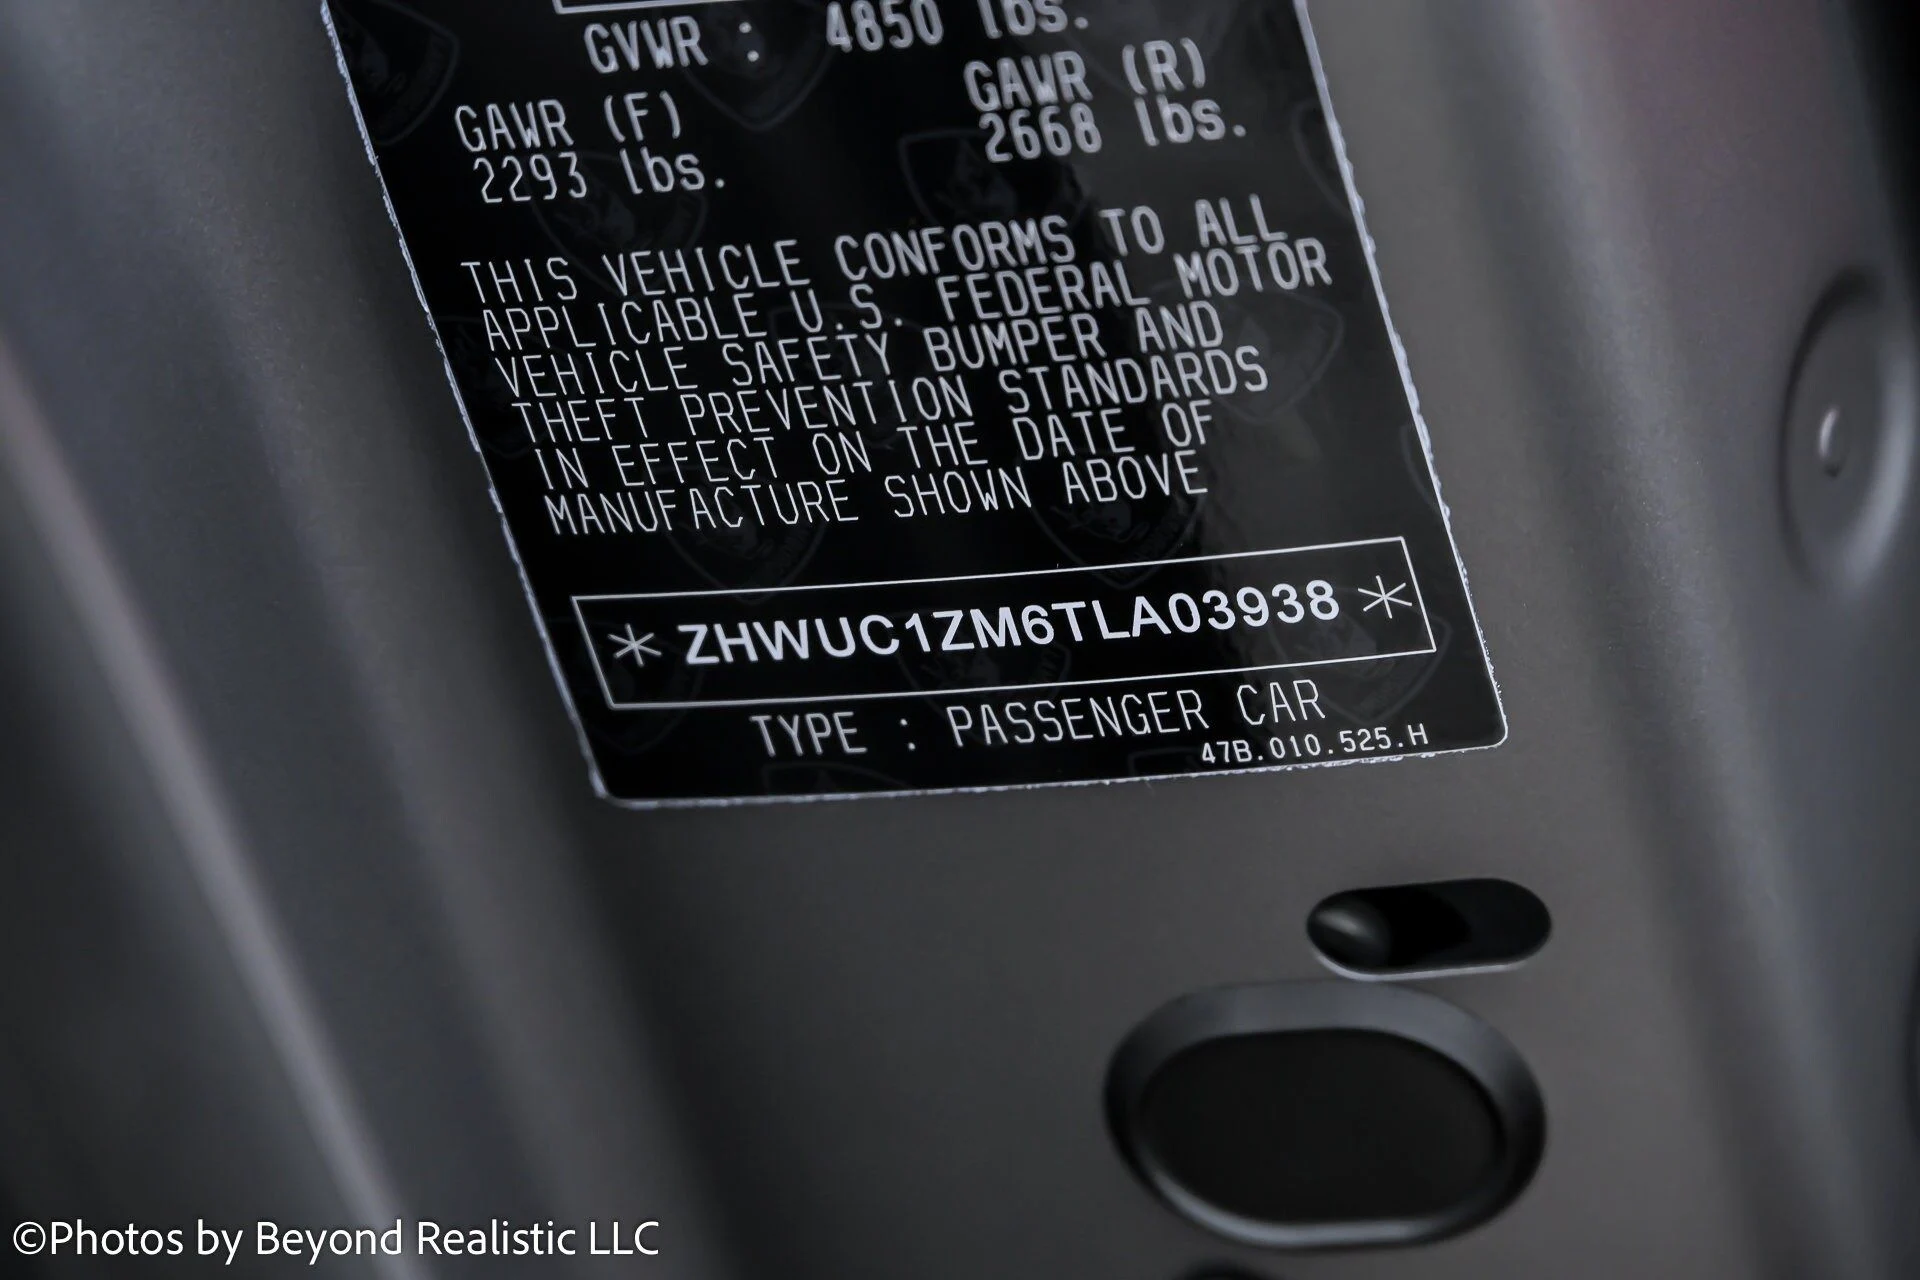 GVWR : 4850 lbs.
GAWR (F) GAWR (R)
2293 lbs. 2668 lbs.
THIS VEHICLE CONFORMS TO ALL
APPLICABLE U.S. FEDERAL MOTOR
VEHICLE SAFETY BUMPER AND
THEFT PREVENTION STANDARDS
IN EFFECT ON THE DATE OF
MANUFACTURE SHOWN ABOVE
* ZHWUC1ZM6TLA03938 *
TYPE : PASSENGER CAR
47B.010.525.H
©Photos by Beyond Realistic LLC